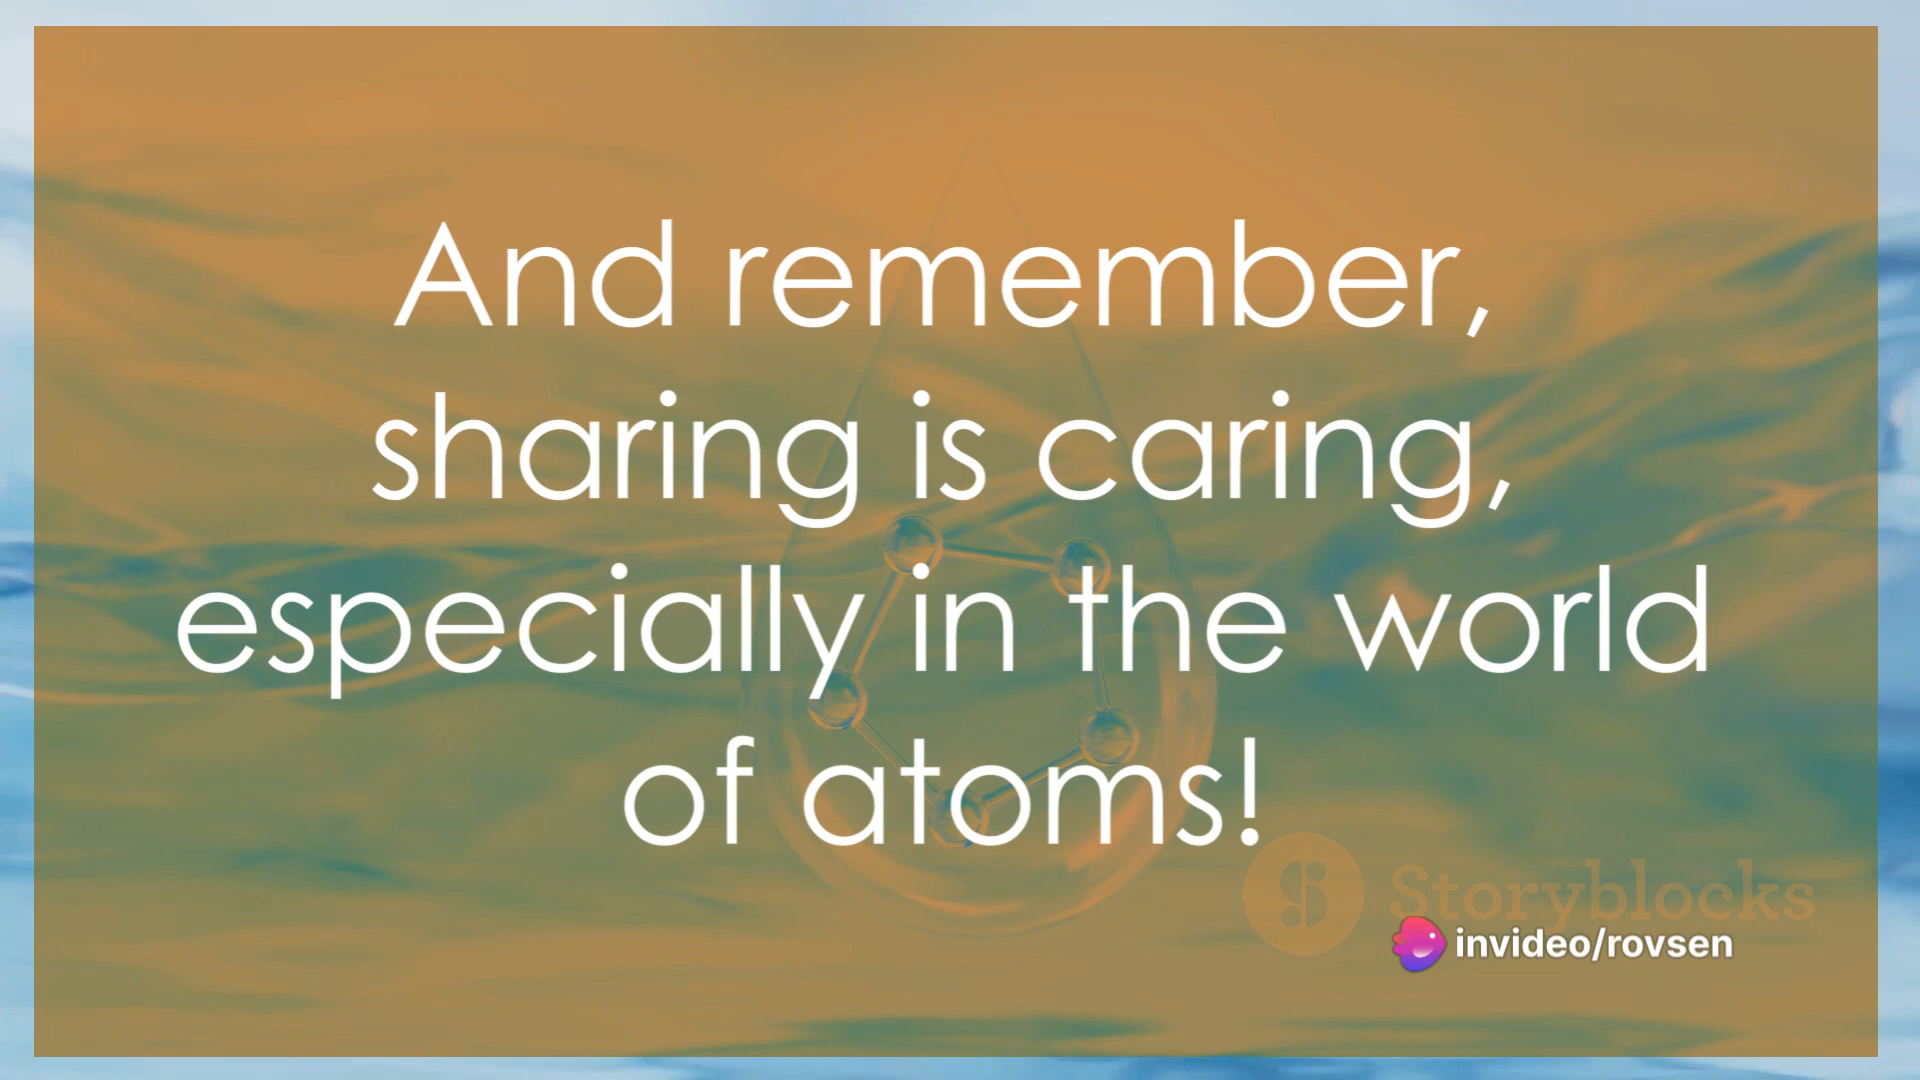 And remember,
sharing is caring,
especially in the world
of atoms!
Storyblocks
invideo/rovsen